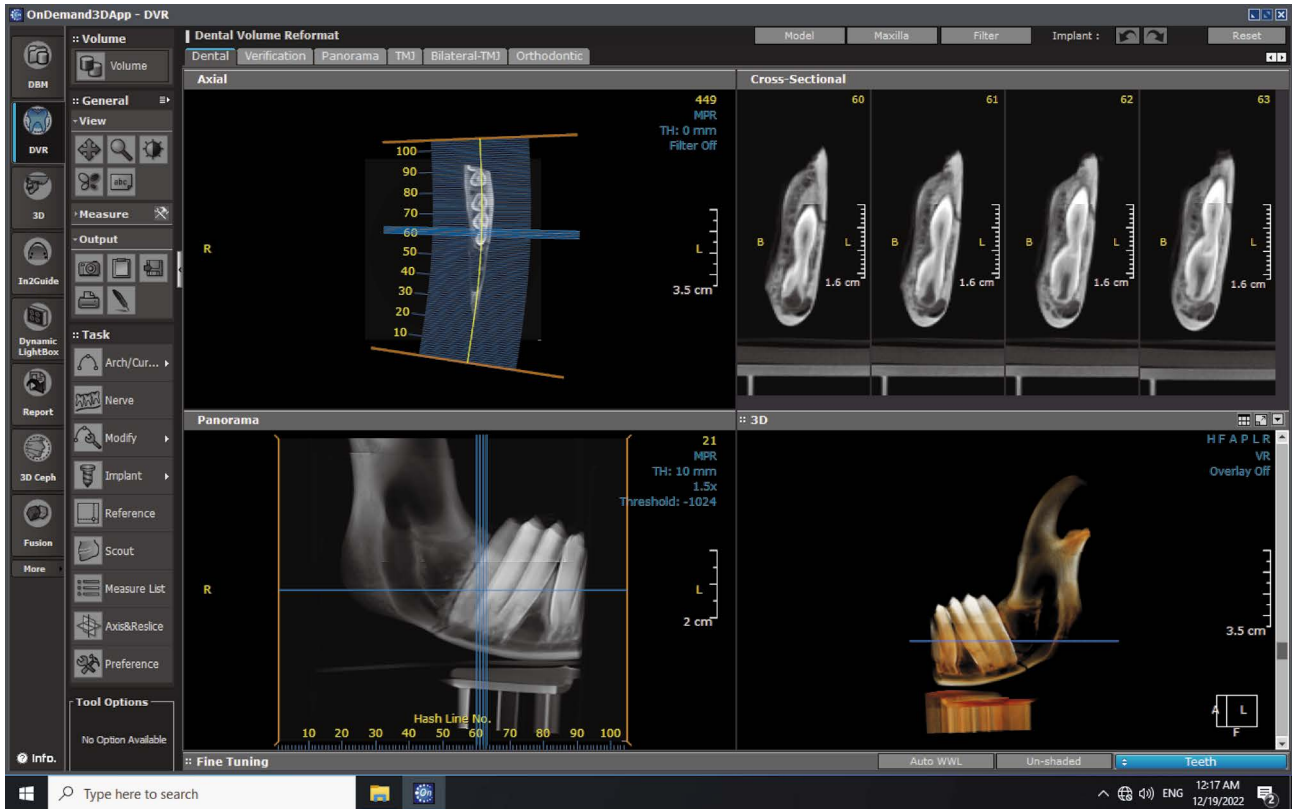 OnDemand3DApp - DVR
DBM
DVR
3D
In2Guide
Dynamic
LightBox
Report
3D Ceph
Fusion
More
Info.
:: Volume
Volume
:: General
View
abc
Measure
Output
:: Task
Arch/Cur...
Nerve
Modify
Implant
Reference
Scout
Measure List
Axis&Reslice
Preference
Tool Options
No Option Available
Dental Volume Reformat
Model
Maxilla
Filter
Implant :
Reset
Dental
Verification
Panorama
TMJ
Bilateral-TMJ
Orthodontic
Axial
449
MPR
TH: 0 mm
Filter Off
100
90
80
70
60
50
40
30
20
10
R
L
3.5 cm
Cross-Sectional
60
61
62
63
B
L
1.6 cm
B
L
1.6 cm
B
L
1.6 cm
B
L
1.6 cm
Panorama
21
MPR
TH: 10 mm
1.5x
Threshold: -1024
R
L
2 cm
Hash Line No.
10 20 30 40 50 60 70 80 90 100
:: 3D
H F A P L R
VR
Overlay Off
3.5 cm
A L
F
:: Fine Tuning
Auto WWL
Un-shaded
Teeth
Type here to search
On
ENG
12:17 AM
12/19/2022
2